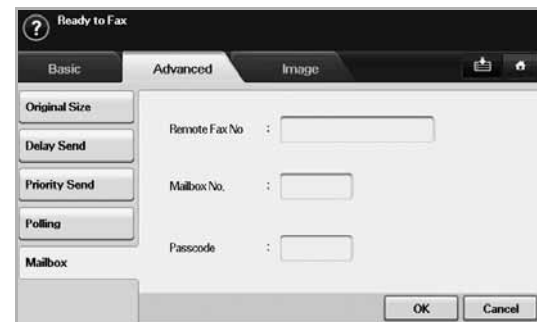 ? Ready to Fax
Basic Advanced Image
Original Size
Delay Send
Priority Send
Polling
Mailbox
Remote Fax No :
Mailbox No. :
Passcode :
OK Cancel